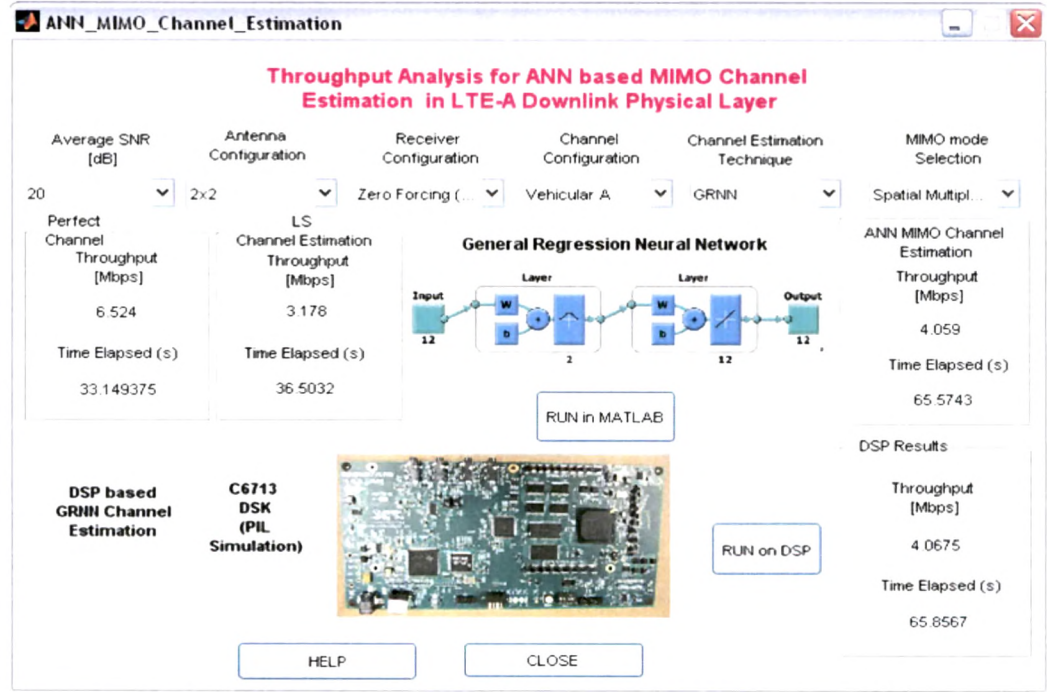 ANN_MIMO_Channel_Estimation
Throughput Analysis for ANN based MIMO Channel
Estimation in LTE-A Downlink Physical Layer
Average SNR
[dB]
20
Antenna
Configuration
2×2
Receiver
Configuration
Zero Forcing (...
Channel
Configuration
Vehicular A
Channel Estimation
Technique
GRNN
MIMO mode
Selection
Spatial Multipl...
Perfect
Channel
Throughput
[Mbps]
6.524
Time Elapsed (s)
33.149375
LS
Channel Estimation
Throughput
[Mbps]
3.178
Time Elapsed (s)
36.5032
General Regression Neural Network
Input
12
Layer
W
b
+
2
Layer
W
b
+
12
Output
12
RUN in MATLAB
ANN MIMO Channel
Estimation
Throughput
[Mbps]
4.059
Time Elapsed (s)
65.5743
DSP based
GRNN Channel
Estimation
C6713
DSK
(PIL
Simulation)
RUN on DSP
DSP Results
Throughput
[Mbps]
4.0675
Time Elapsed (s)
65.8567
HELP
CLOSE